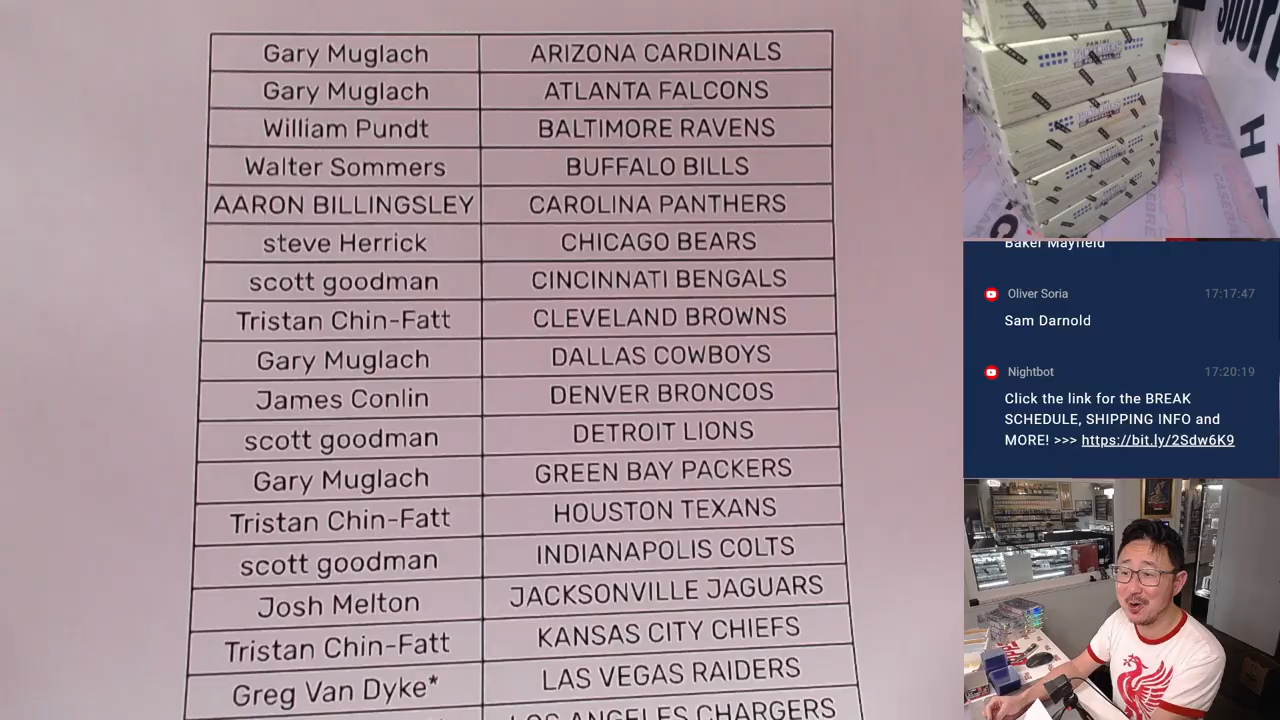 Gary Muglach ARIZONA CARDINALS
Gary Muglach ATLANTA FALCONS
William Pundt BALTIMORE RAVENS
Walter Sommers BUFFALO BILLS
AARON BILLINGSLEY CAROLINA PANTHERS
steve Herrick CHICAGO BEARS
scott goodman CINCINNATI BENGALS
Tristan Chin-Fatt CLEVELAND BROWNS
Gary Muglach DALLAS COWBOYS
James Conlin DENVER BRONCOS
scott goodman DETROIT LIONS
Gary Muglach GREEN BAY PACKERS
Tristan Chin-Fatt HOUSTON TEXANS
scott goodman INDIANAPOLIS COLTS
Josh Melton JACKSONVILLE JAGUARS
Tristan Chin-Fatt KANSAS CITY CHIEFS
Greg Van Dyke* LAS VEGAS RAIDERS
LOS ANGELES CHARGERS
PANINI
Baker Mayfield
Oliver Soria 17:17:47
Sam Darnold
Nightbot 17:20:19
Click the link for the BREAK
SCHEDULE, SHIPPING INFO and
MORE! >>> https://bit.ly/2Sdw6K9